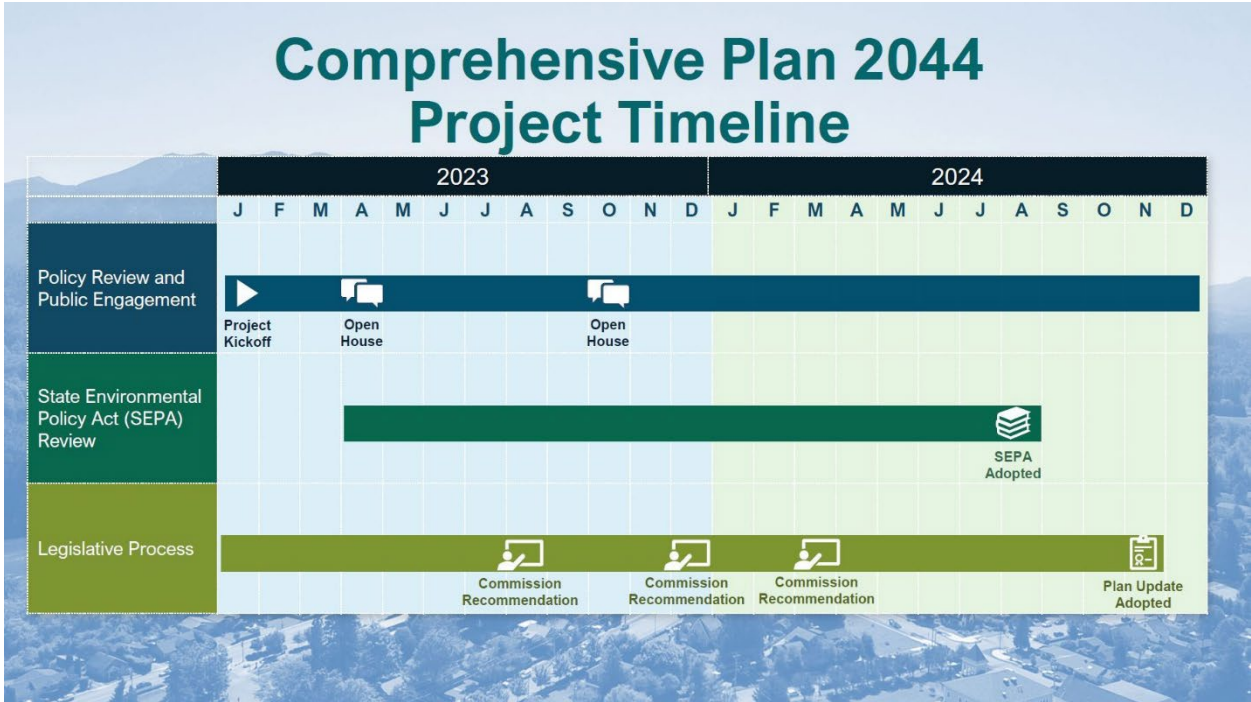 Comprehensive Plan 2044
Project Timeline
2023 2024
J F M A M J J A S O N D J F M A M J J A S O N D
Policy Review and
Public Engagement
Project
Kickoff
Open
House
Open
House
State Environmental
Policy Act (SEPA)
Review
SEPA
Adopted
Legislative Process
Commission
Recommendation
Commission
Recommendation
Commission
Recommendation
Plan Update
Adopted